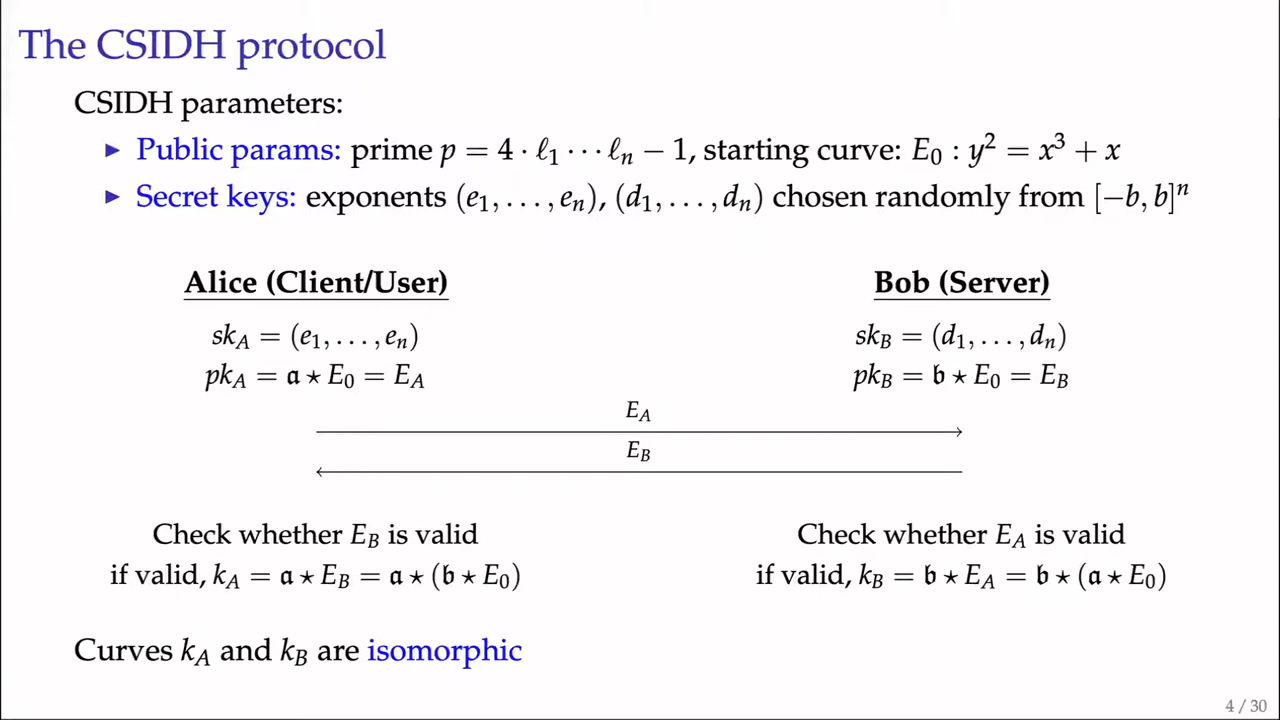 The CSIDH protocol
CSIDH parameters:
▶ Public params: prime p = 4 · ℓ₁ ⋯ ℓₙ − 1, starting curve: E₀ : y² = x³ + x
▶ Secret keys: exponents (e₁, . . . , eₙ), (d₁, . . . , dₙ) chosen randomly from [−b, b]ⁿ
Alice (Client/User)
Bob (Server)
sk_A = (e₁, . . . , eₙ)
sk_B = (d₁, . . . , dₙ)
pk_A = 𝔞 ⋆ E₀ = E_A
pk_B = 𝔟 ⋆ E₀ = E_B
E_A
E_B
Check whether E_B is valid
Check whether E_A is valid
if valid, k_A = 𝔞 ⋆ E_B = 𝔞 ⋆ (𝔟 ⋆ E₀)
if valid, k_B = 𝔟 ⋆ E_A = 𝔟 ⋆ (𝔞 ⋆ E₀)
Curves k_A and k_B are isomorphic
4 / 30